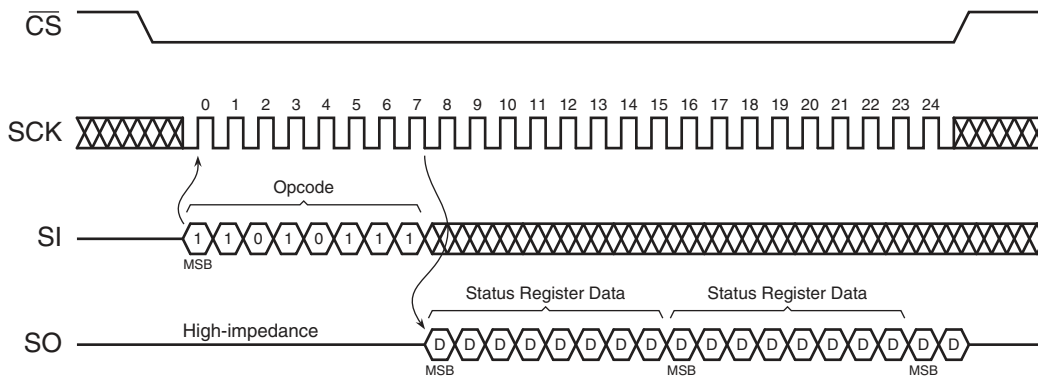 CS
0 1 2 3 4 5 6 7 8 9 10 11 12 13 14 15 16 17 18 19 20 21 22 23 24
SCK
Opcode
SI 1 1 0 1 0 1 1 1
MSB
Status Register Data Status Register Data
High-impedance
SO D D D D D D D D D D D D D D D D D D
MSB MSB MSB